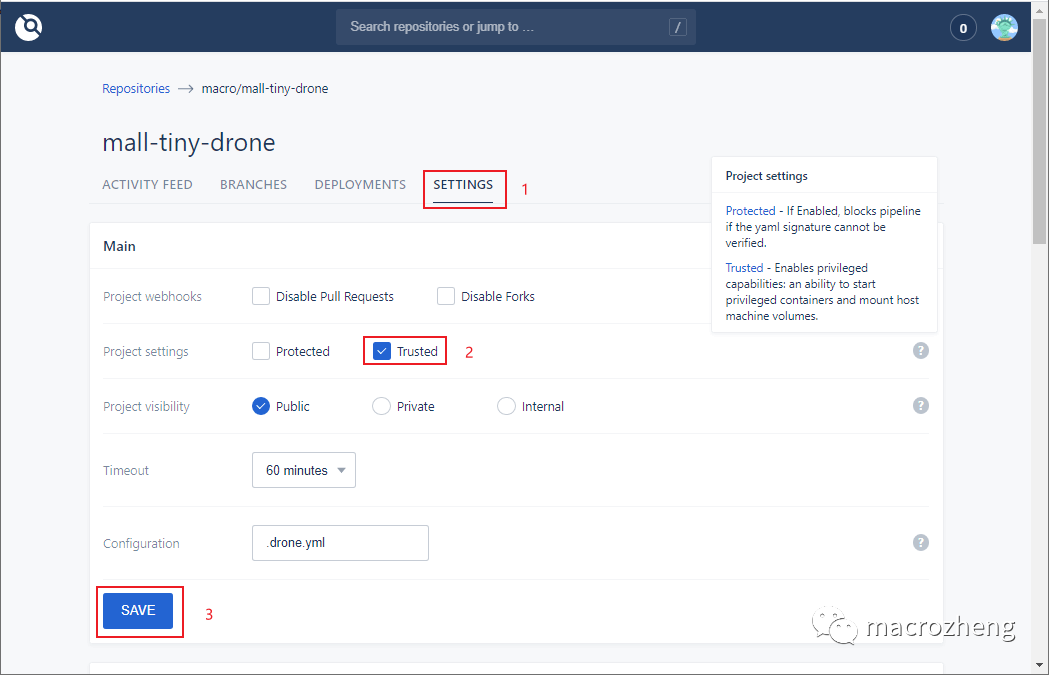 Search repositories or jump to ...
/
0
Repositories → macro/mall-tiny-drone
mall-tiny-drone
ACTIVITY FEED BRANCHES DEPLOYMENTS SETTINGS 1
Project settings
Protected - If Enabled, blocks pipeline
if the yaml signature cannot be
verified.
Trusted - Enables privileged
capabilities: an ability to start
privileged containers and mount host
machine volumes.
Main
Project webhooks Disable Pull Requests Disable Forks
Project settings Protected Trusted 2 ?
Project visibility Public Private Internal ?
Timeout 60 minutes
Configuration .drone.yml ?
SAVE 3
macrozheng